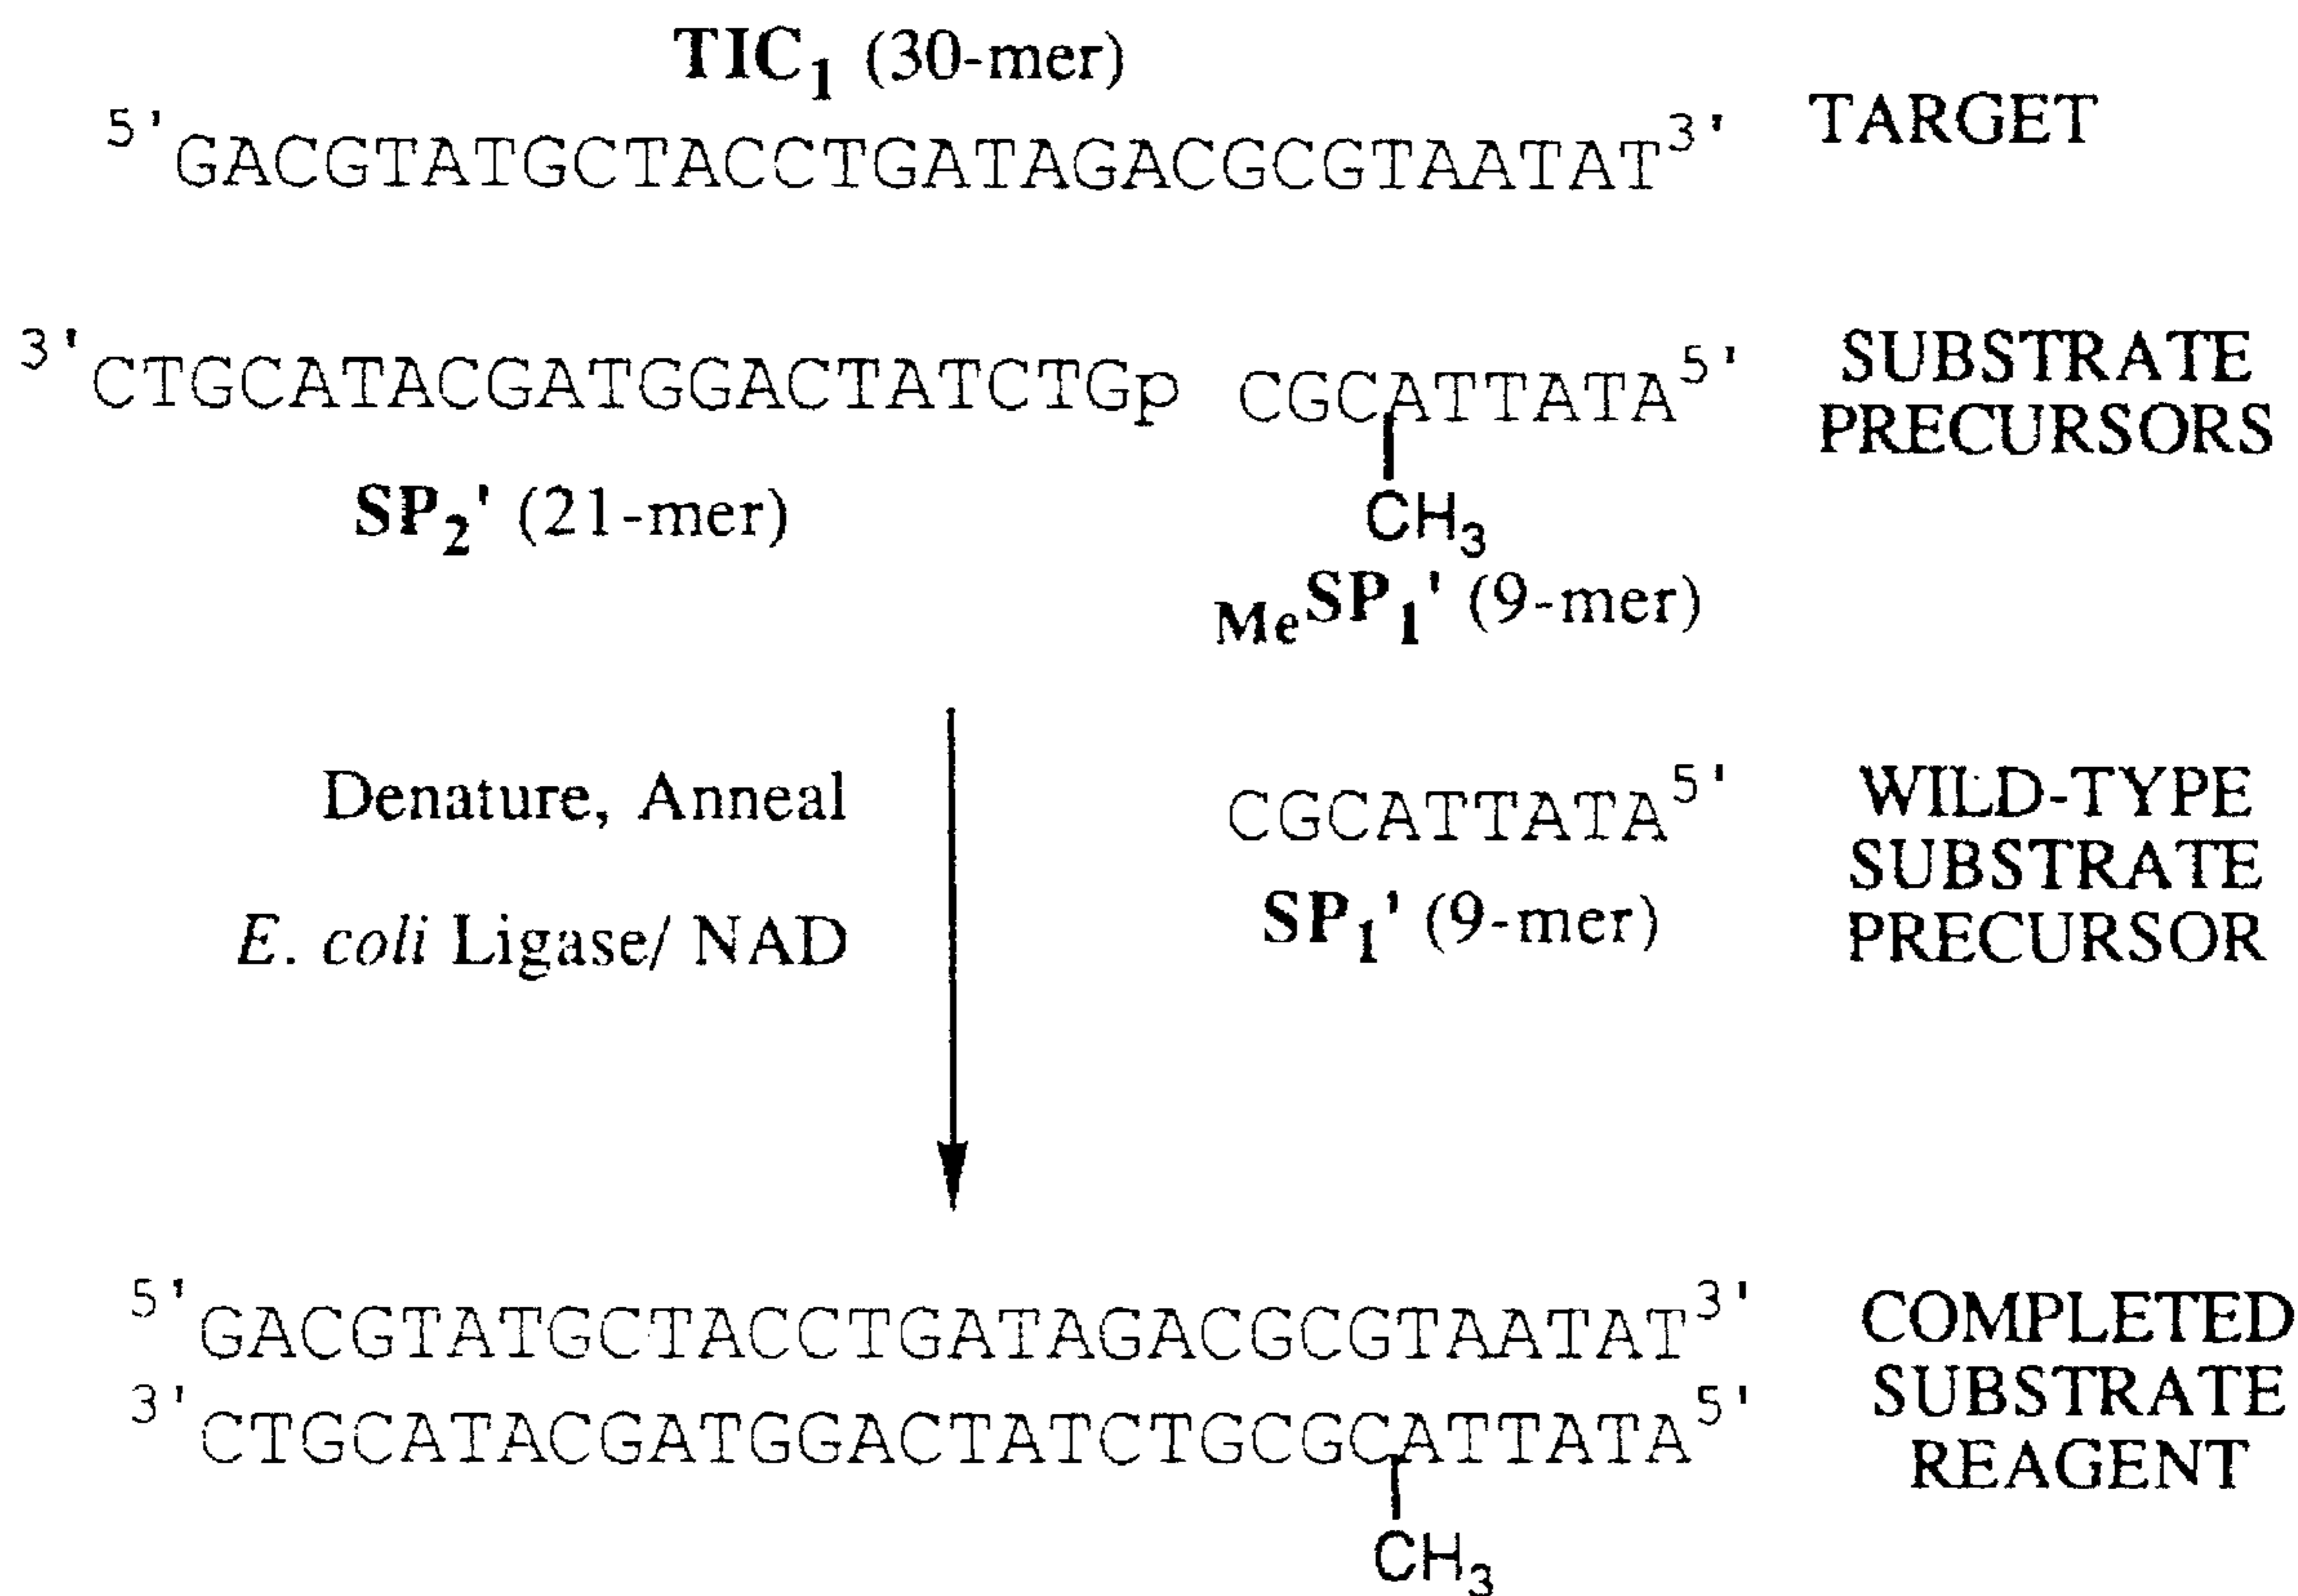 TIC1 (30-mer)
5'GACGTATGCTACCTGATAGACGCGTAATAT3' TARGET
3'CTGCATACGATGGACTATCTGp CGCATTATA5' SUBSTRATE
PRECURSORS
CH3
SP2' (21-mer)
MeSP1' (9-mer)
Denature, Anneal
E. coli Ligase/ NAD
CGCATTATA5' WILD-TYPE
SUBSTRATE
PRECURSOR
SP1' (9-mer)
5'GACGTATGCTACCTGATAGACGCGTAATAT3' COMPLETED
SUBSTRATE
3'CTGCATACGATGGACTATCTGCGCATTATA5' REAGENT
CH3